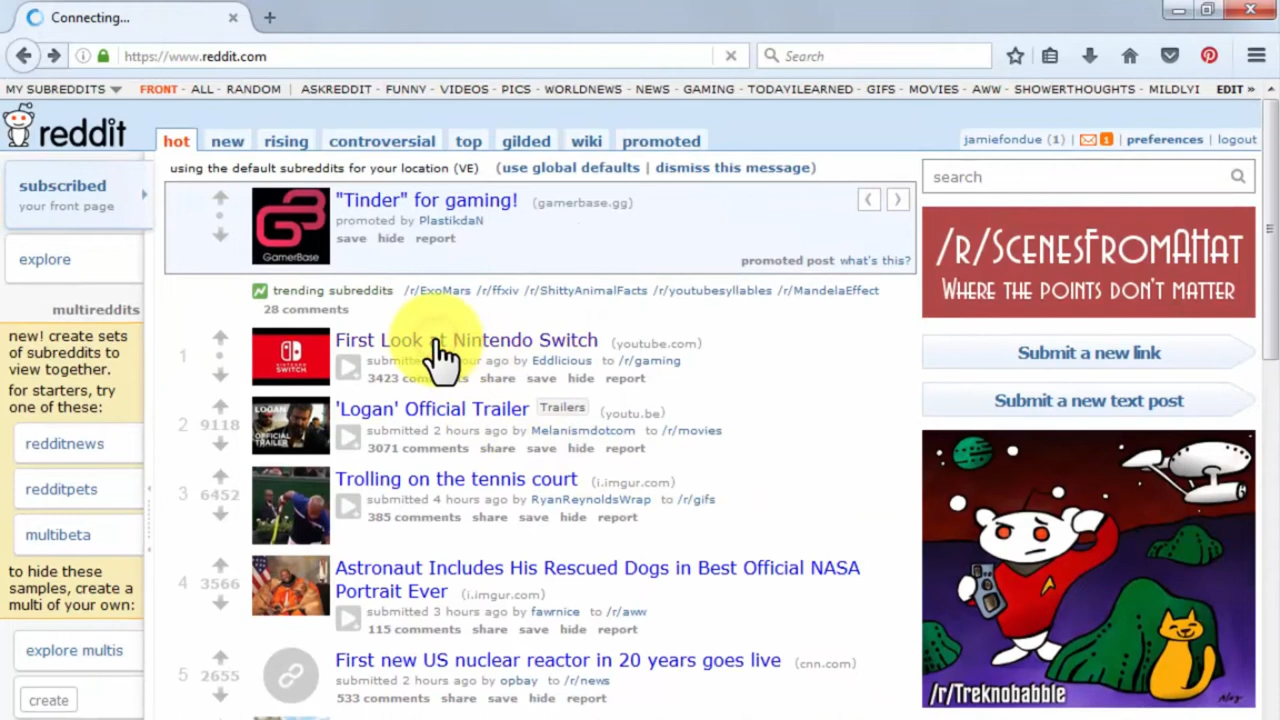 Connecting...
https://www.reddit.com
Search
MY SUBREDDITS
FRONT - ALL - RANDOM | ASKREDDIT - FUNNY - VIDEOS - PICS - WORLDNEWS - NEWS - GAMING - TODAYILEARNED - GIFS - MOVIES - AWW - SHOWERTHOUGHTS - MILDLYI
EDIT »
reddit
hot new rising controversial top gilded wiki promoted
jamiefondue (1) | 1 | preferences | logout
using the default subreddits for your location (VE) (use global defaults | dismiss this message)
search
subscribed
your front page
explore
multireddits
new! create sets
of subreddits to
view together.
for starters, try
one of these:
redditnews
redditpets
multibeta
to hide these
samples, create a
multi of your own:
explore multis
create
GAMERBASE
"Tinder" for gaming! (gamerbase.gg)
promoted by PlastikdaN
save hide report
promoted post what's this?
trending subreddits /r/ExoMars /r/ffxiv /r/ShittyAnimalFacts /r/youtubesyllables /r/MandelaEffect
28 comments
1
NINTENDO
SWITCH
First Look at Nintendo Switch (youtube.com)
hour ago by Eddlicious to /r/gaming
3423 share save hide report
2 9118
LOGAN
OFFICIAL
TRAILER
'Logan' Official Trailer Trailers (youtu.be)
submitted 2 hours ago by Melanismdotcom to /r/movies
3071 comments share save hide report
3 6452
Trolling on the tennis court (i.imgur.com)
submitted 4 hours ago by RyanReynoldsWrap to /r/gifs
385 comments share save hide report
4 3566
Astronaut Includes His Rescued Dogs in Best Official NASA
Portrait Ever (i.imgur.com)
submitted 3 hours ago by fawnice to /r/aww
115 comments share save hide report
5 2655
First new US nuclear reactor in 20 years goes live (cnn.com)
submitted 2 hours ago by opbay to /r/news
533 comments share save hide report
/R/SCENESFROMAHAT
WHERE THE POINTS DON'T MATTER
Submit a new link
Submit a new text post
/r/Treknobabble